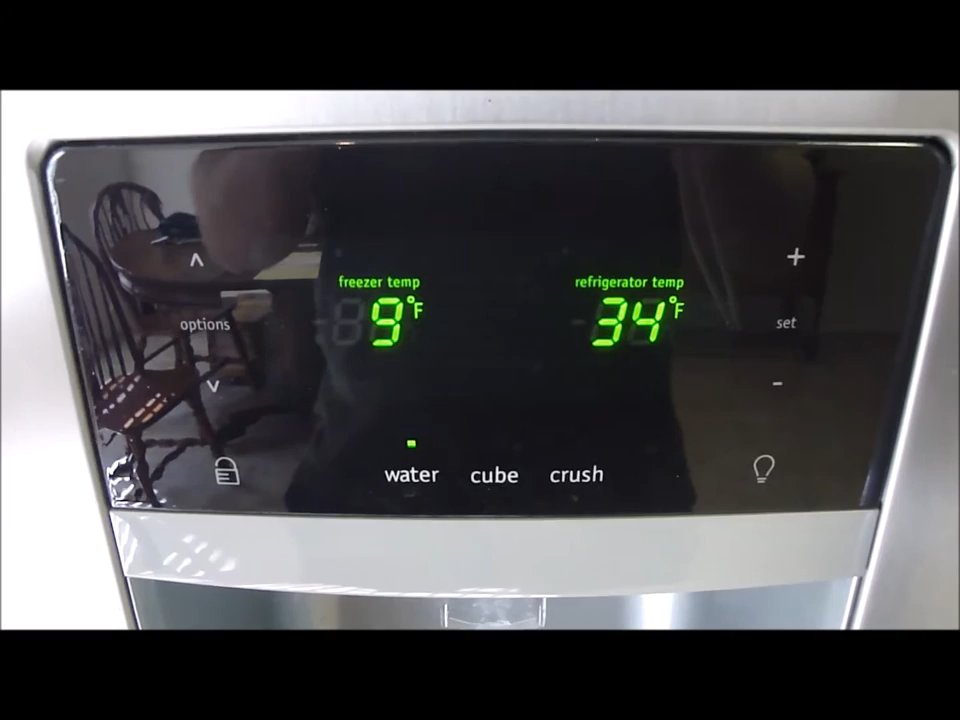 freezer temp refrigerator temp
9°F 34°F
options set
+
-
water cube crush